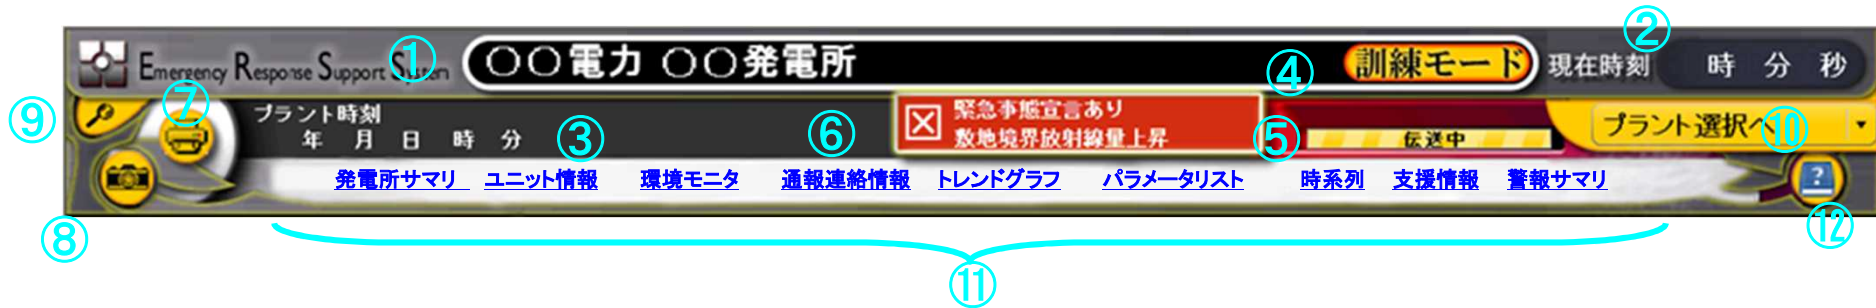 ②
Emergency Response Support System ① ○○電力 ○○発電所 ④ 訓練モード 現在時刻 時 分 秒
⑨ ⑦ プラント時刻
年 月 日 時 分 ③ ⑥
緊急事態宣言あり
敷地境界放射線量上昇 ⑤
伝送中
プラント選択へ ⑩
発電所サマリ ユニット情報 環境モニタ 通報連絡情報 トレンドグラフ パラメータリスト 時系列 支援情報 警報サマリ ?
⑧ ⑫
⑪